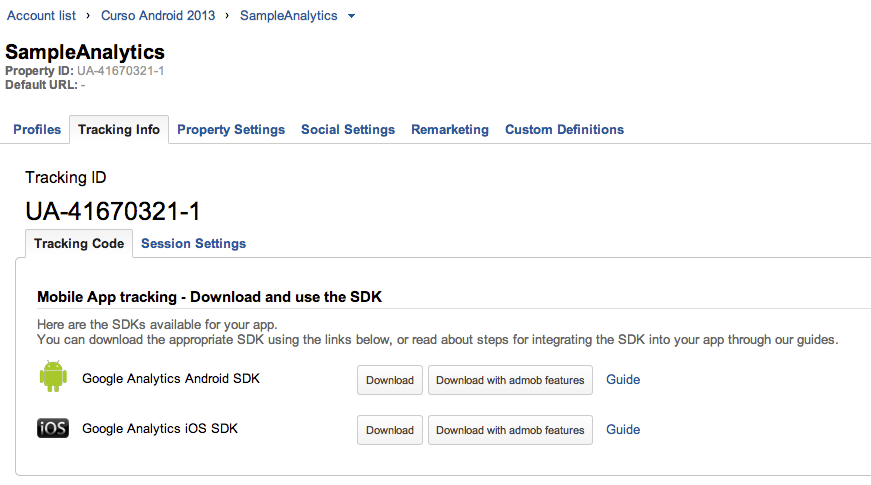 Account list › Curso Android 2013 › SampleAnalytics
SampleAnalytics
Property ID: UA-41670321-1
Default URL: -
Profiles Tracking Info Property Settings Social Settings Remarketing Custom Definitions
Tracking ID
UA-41670321-1
Tracking Code Session Settings
Mobile App tracking - Download and use the SDK
Here are the SDKs available for your app.
You can download the appropriate SDK using the links below, or read about steps for integrating the SDK into your app through our guides.
Google Analytics Android SDK Download Download with admob features Guide
iOS Google Analytics iOS SDK Download Download with admob features Guide